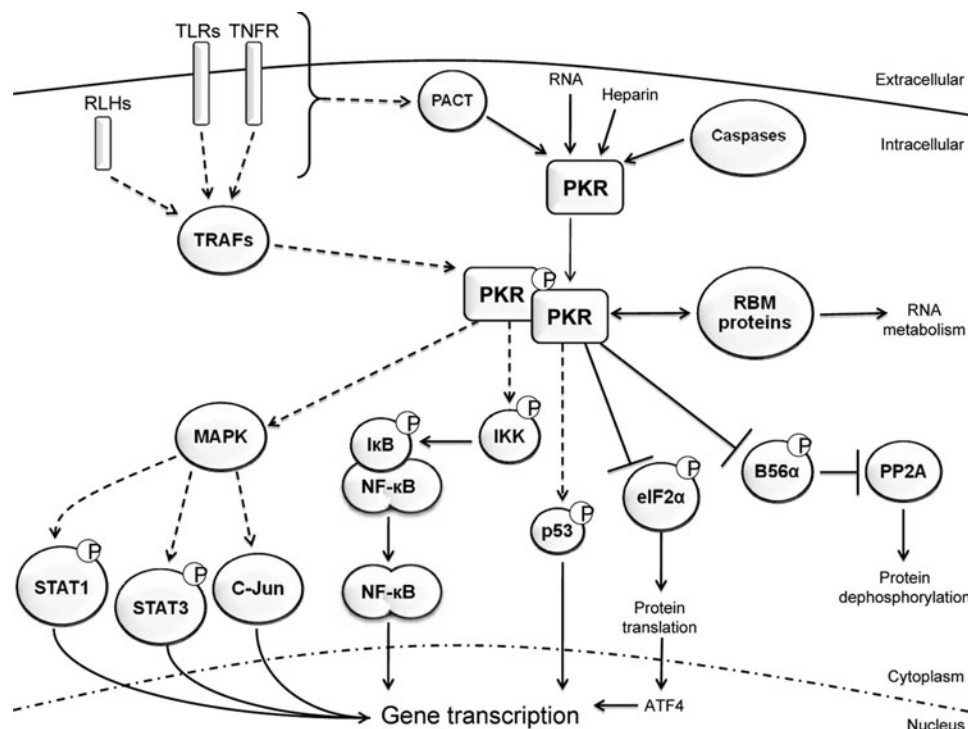 TLRs TNFR
RLHs
PACT
RNA
Heparin
Caspases
Extracellular
Intracellular
PKR
TRAFs
PKR
P
PKR
RBM
proteins
RNA
metabolism
MAPK
IκB
P
NF-κB
IKK
P
p53
P
eIF2α
P
B56α
P
PP2A
STAT1
P
STAT3
P
C-Jun
NF-κB
Protein
translation
Protein
dephosphorylation
Cytoplasm
Gene transcription
ATF4
Nucleus